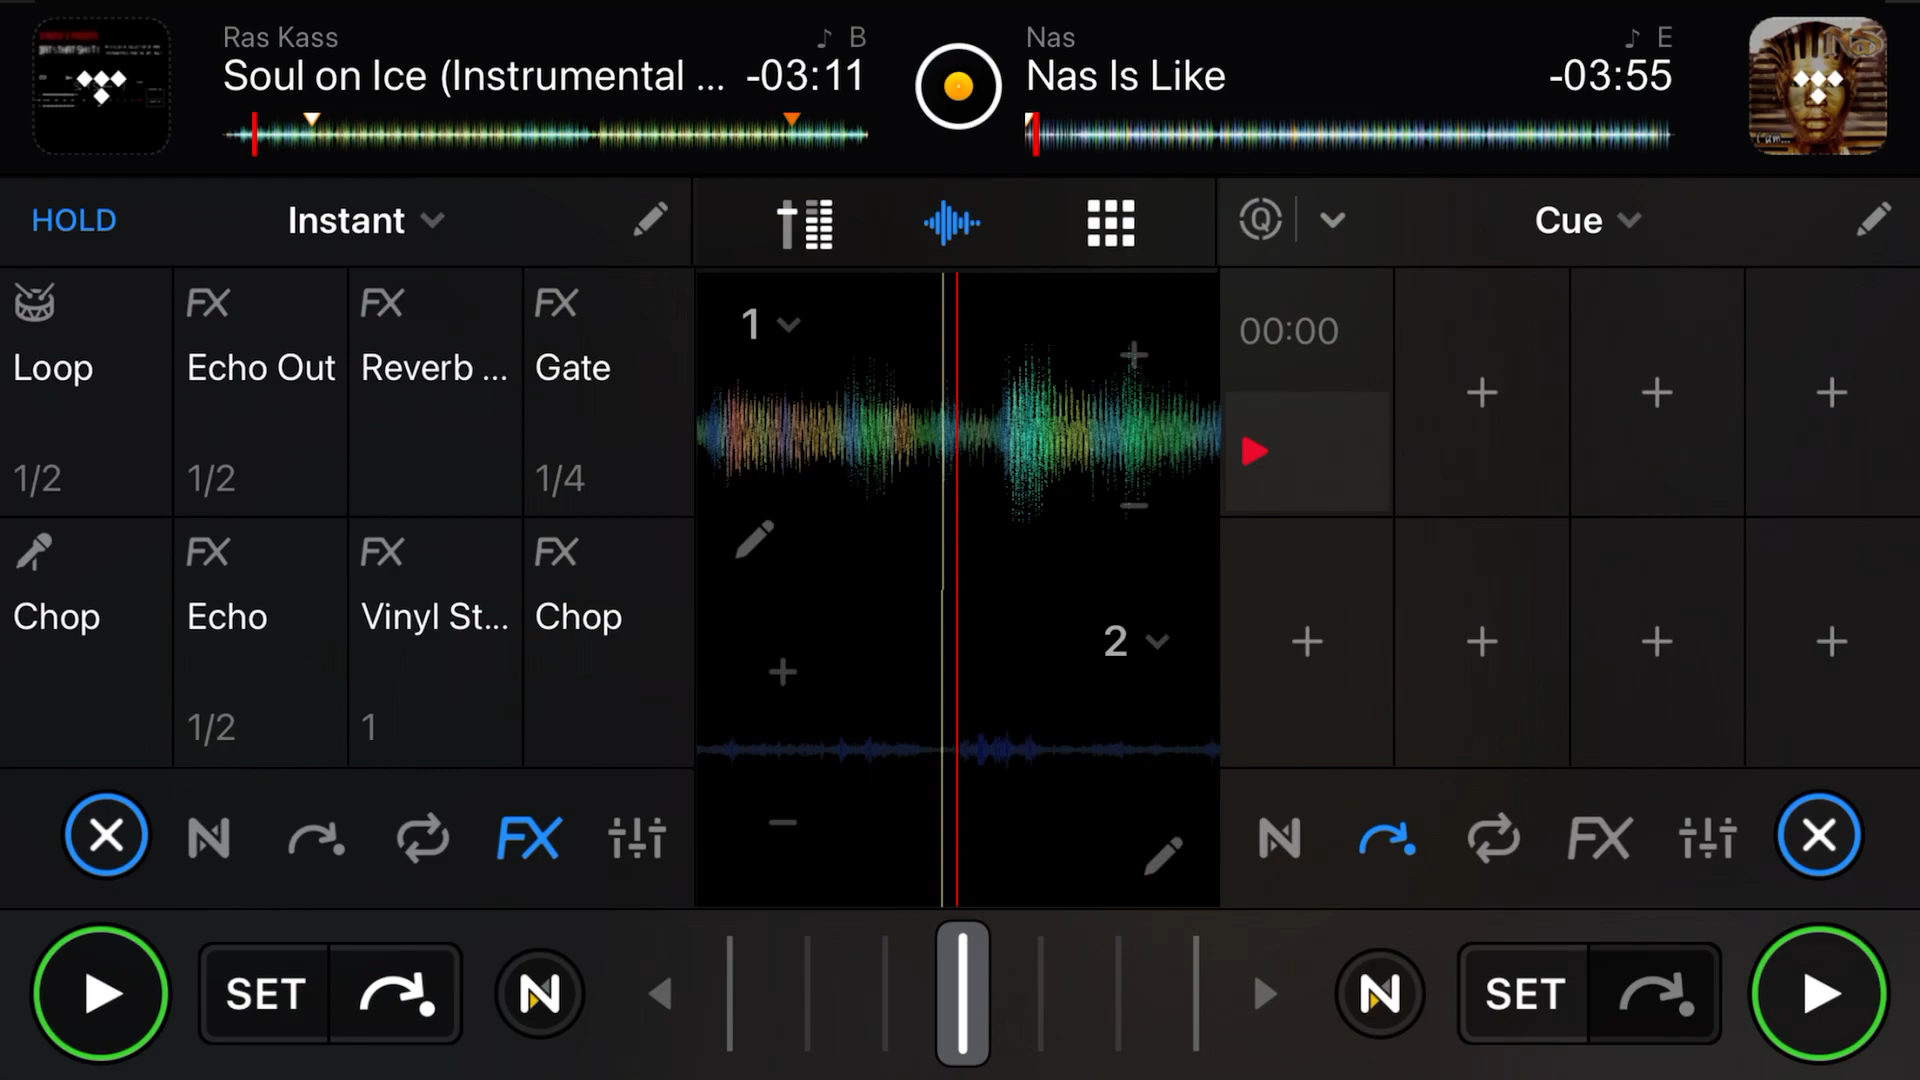 Ras Kass
B
Soul on Ice (Instrumental ...
-03:11
Nas
E
Nas Is Like
-03:55
HOLD
Instant
Q
Cue
Loop
1/2
FX
Echo Out
1/2
FX
Reverb ...
FX
Gate
1/4
1
00:00
Chop
FX
Echo
1/2
FX
Vinyl St...
1
FX
Chop
2
N
FX
N
FX
SET
N
N
SET